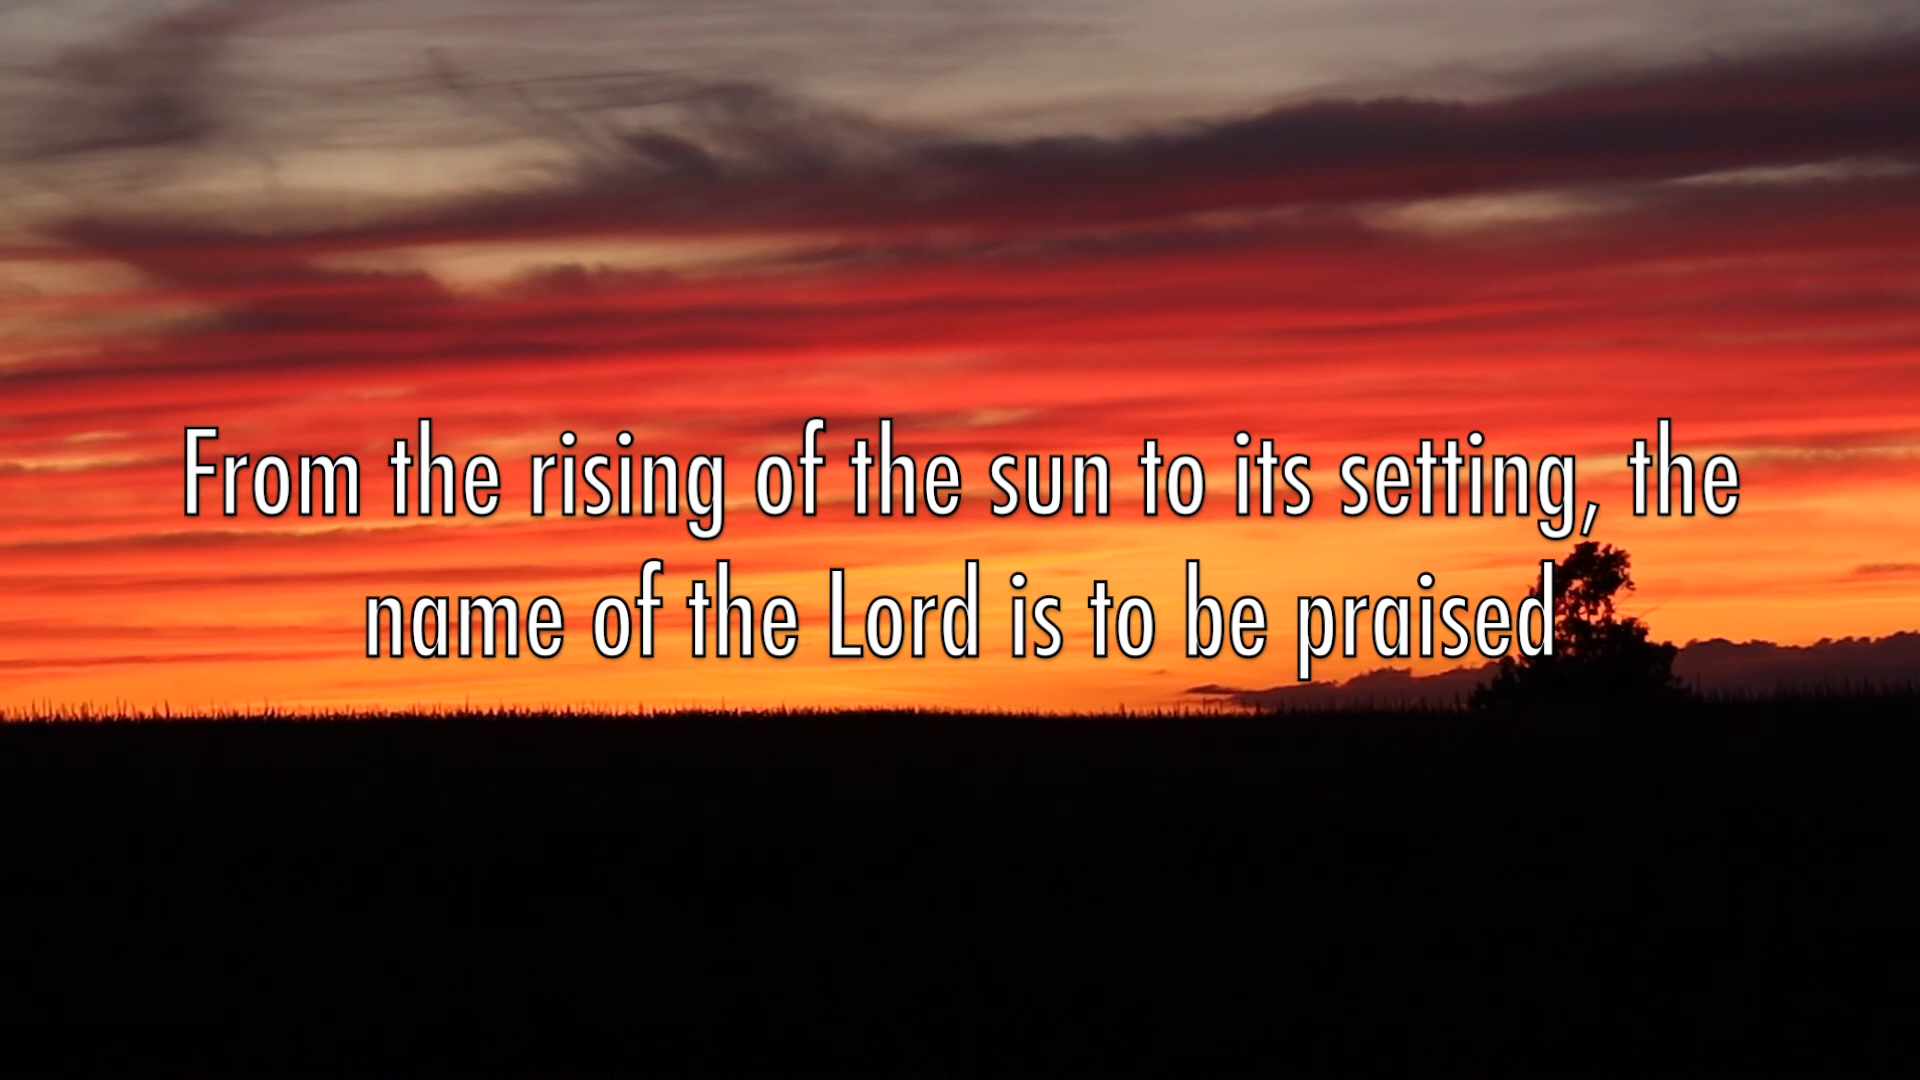 From the rising of the sun to its setting, the
name of the Lord is to be praised